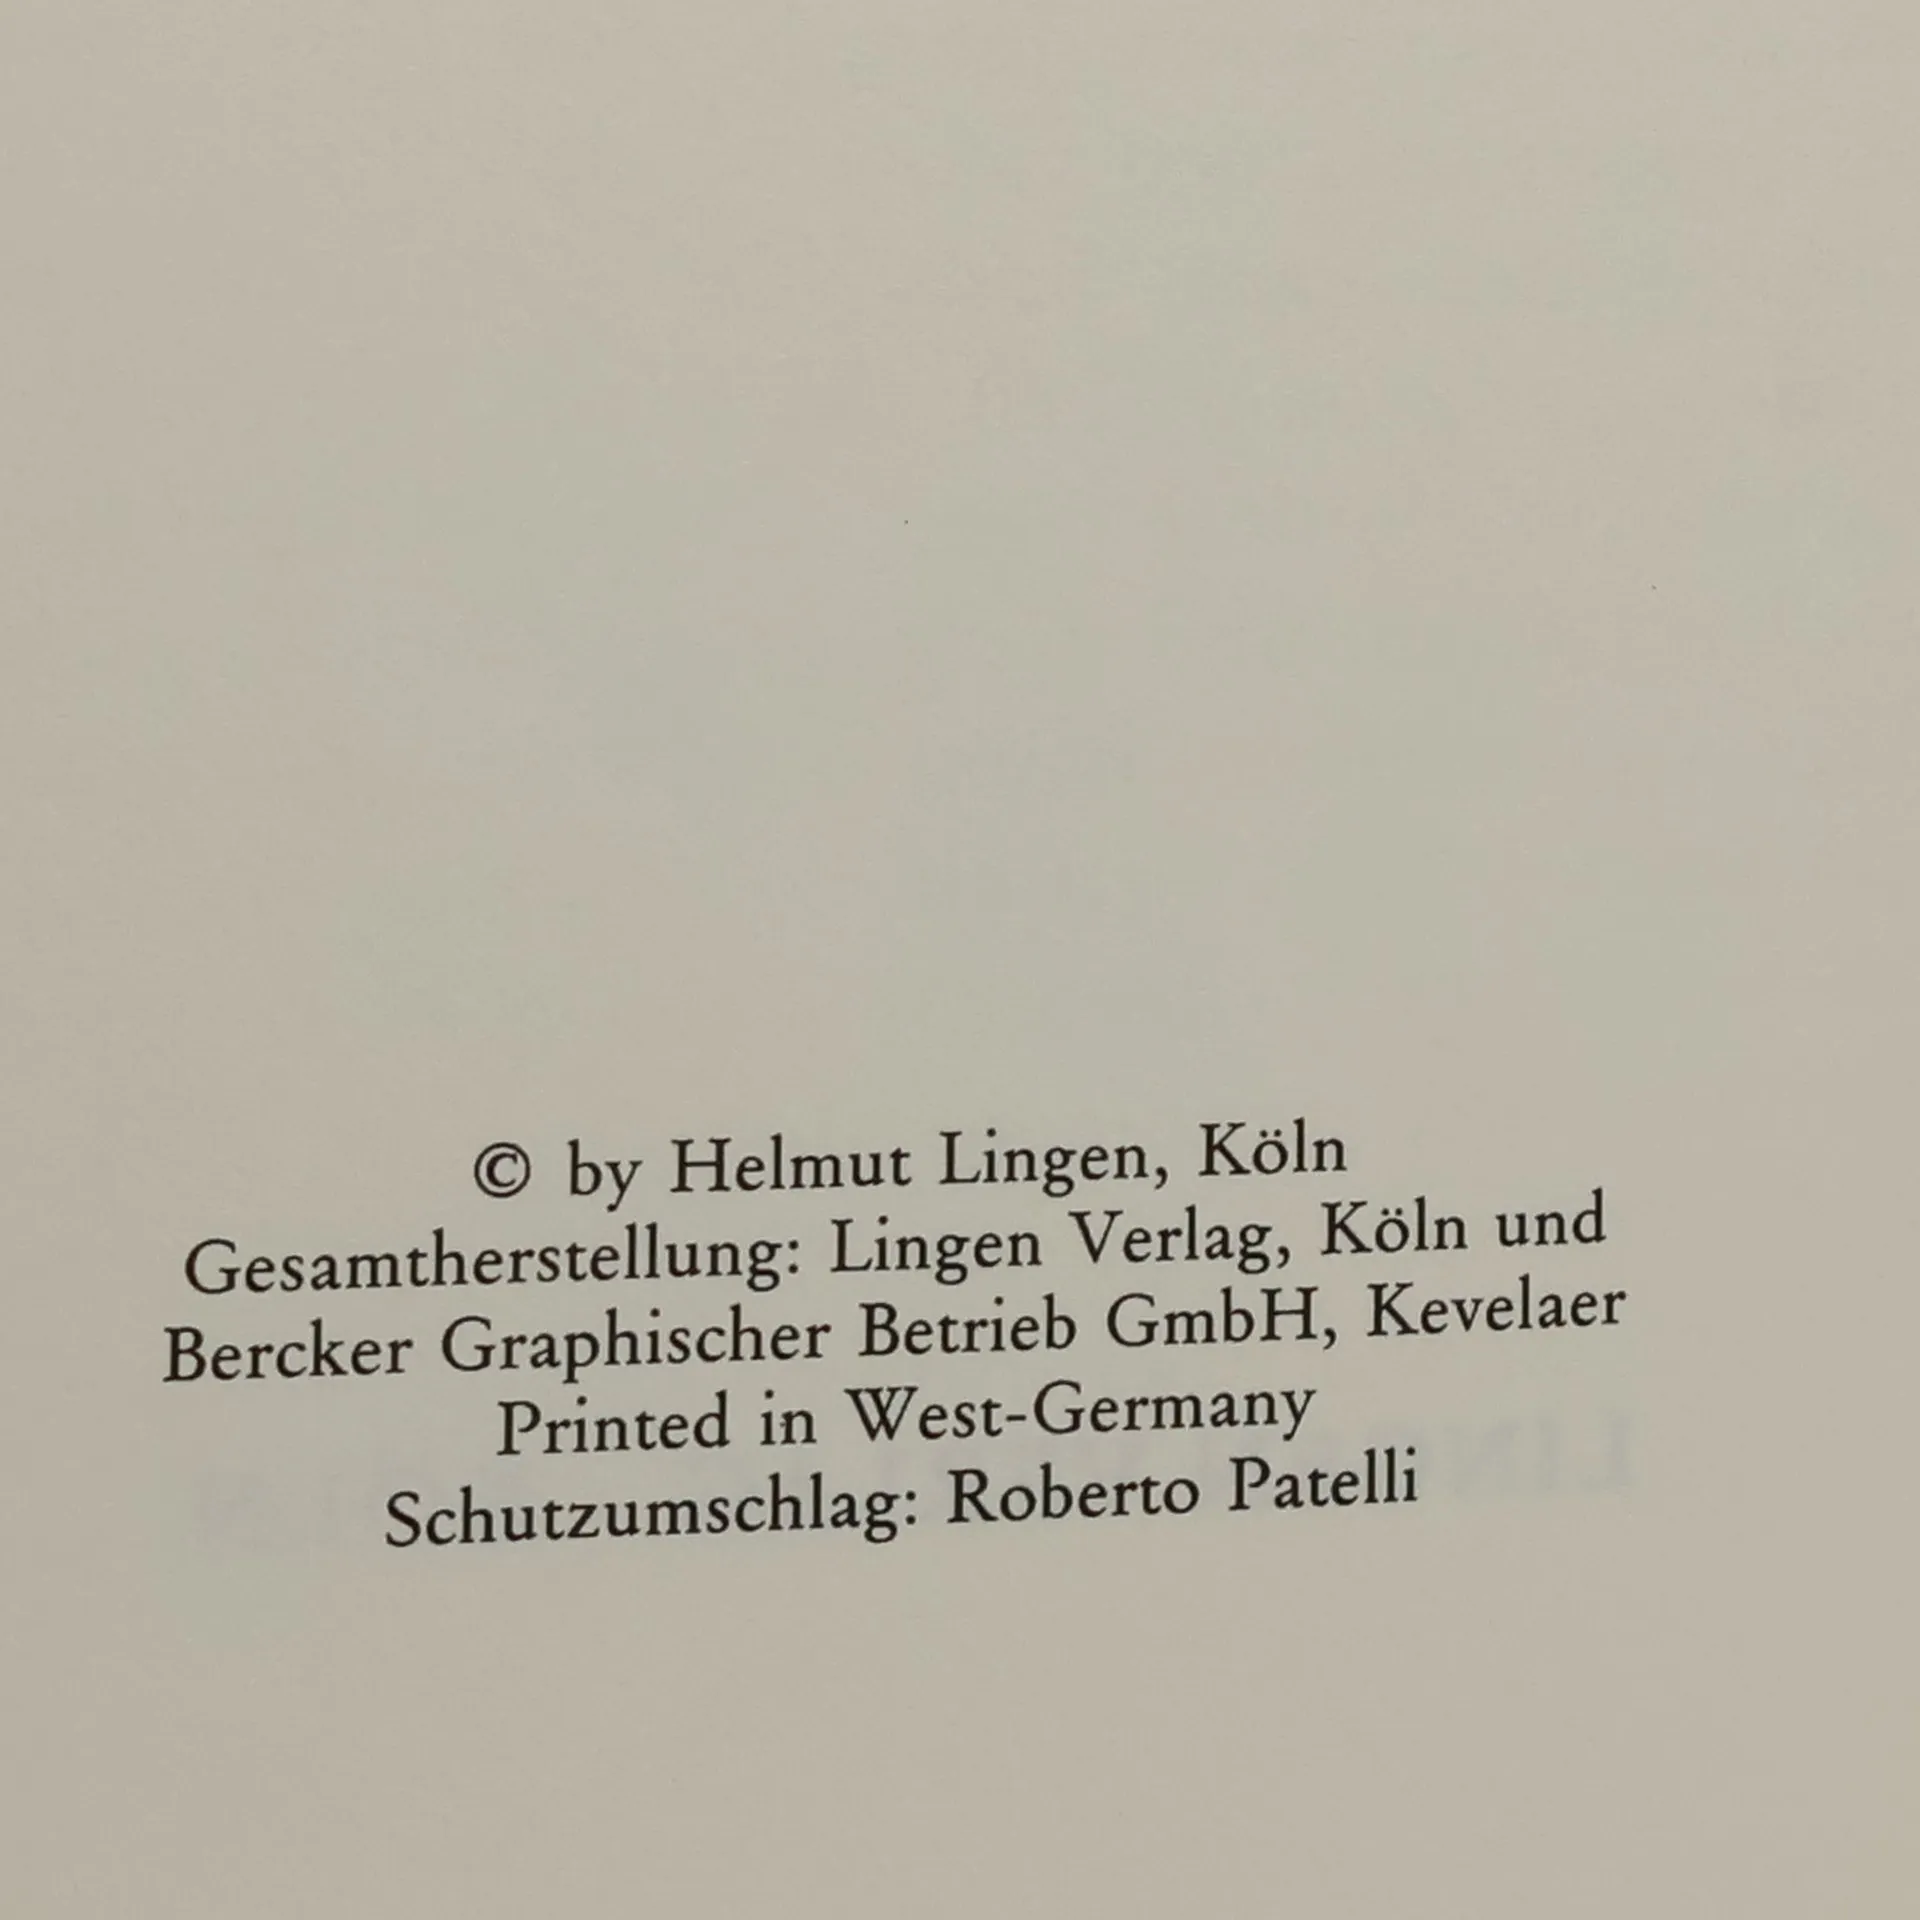 © by Helmut Lingen, Köln
Gesamtherstellung: Lingen Verlag, Köln und
Bercker Graphischer Betrieb GmbH, Kevelaer
Printed in West-Germany
Schutzumschlag: Roberto Patelli